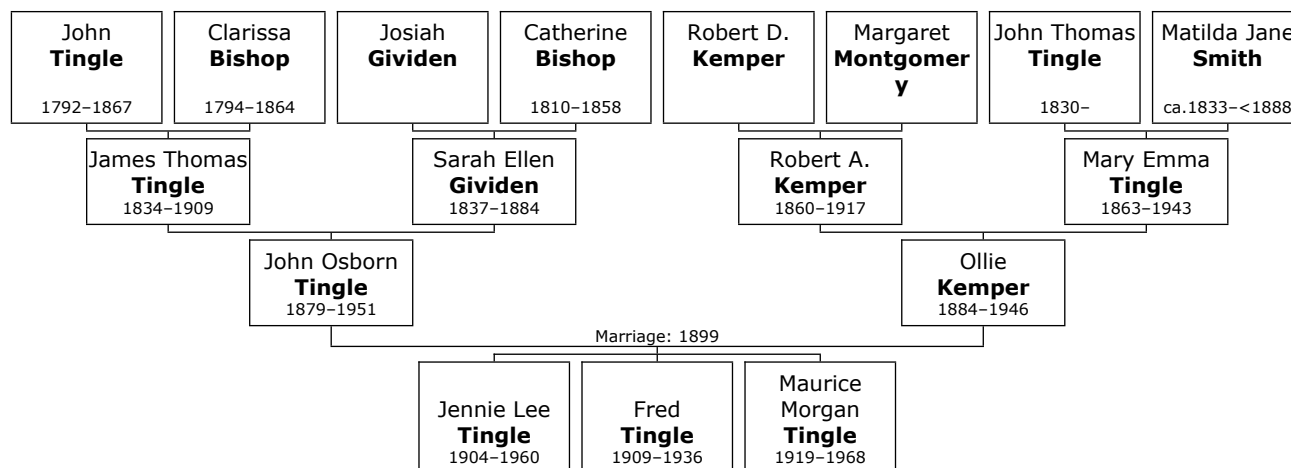 John
Tingle
1792–1867
Clarissa
Bishop
1794–1864
Josiah
Gividen
Catherine
Bishop
1810–1858
Robert D.
Kemper
Margaret
Montgomer
y
John Thomas
Tingle
1830–
Matilda Jane
Smith
ca.1833–<1888
James Thomas
Tingle
1834–1909
Sarah Ellen
Gividen
1837–1884
Robert A.
Kemper
1860–1917
Mary Emma
Tingle
1863–1943
John Osborn
Tingle
1879–1951
Ollie
Kemper
1884–1946
Marriage: 1899
Jennie Lee
Tingle
1904–1960
Fred
Tingle
1909–1936
Maurice
Morgan
Tingle
1919–1968